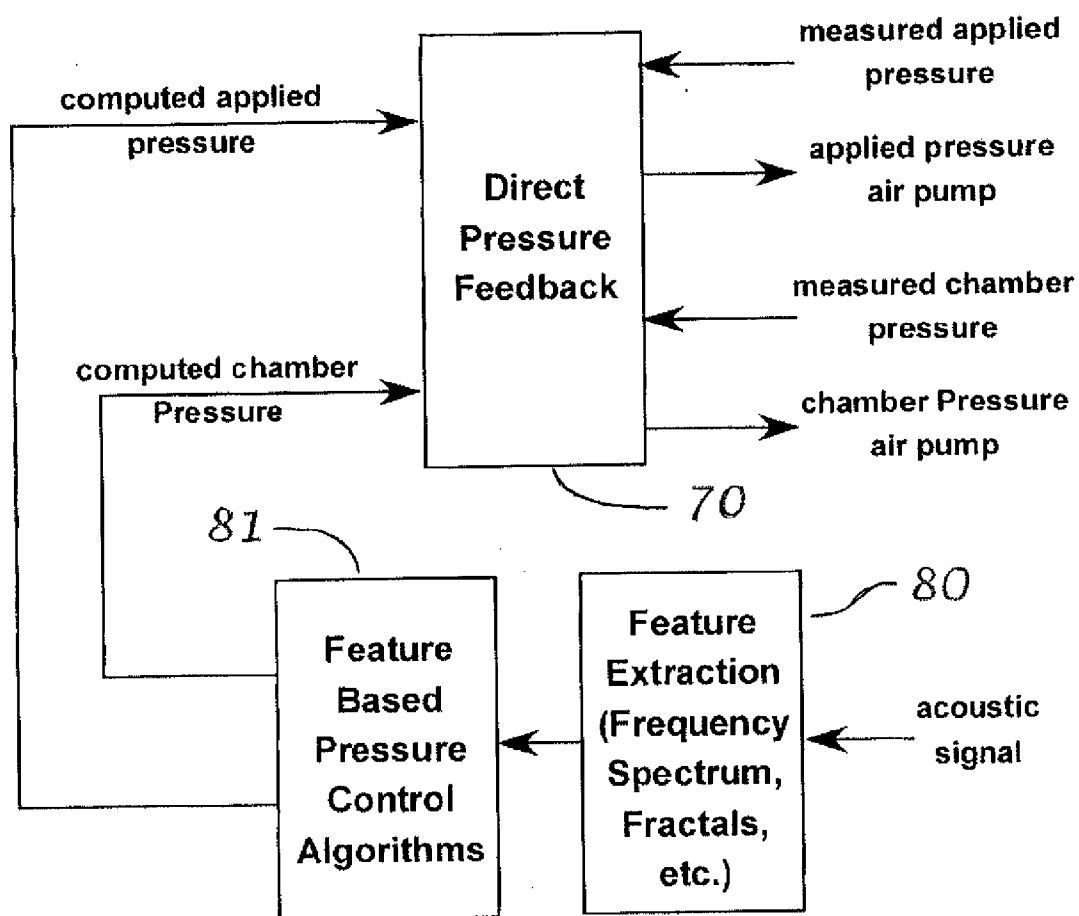 measured applied
pressure
computed applied
pressure
applied pressure
air pump
Direct
Pressure
Feedback
measured chamber
pressure
computed chamber
Pressure
chamber Pressure
air pump
70
81
80
Feature
Based
Pressure
Control
Algorithms
Feature
Extraction
(Frequency
Spectrum,
Fractals,
etc.)
acoustic
signal